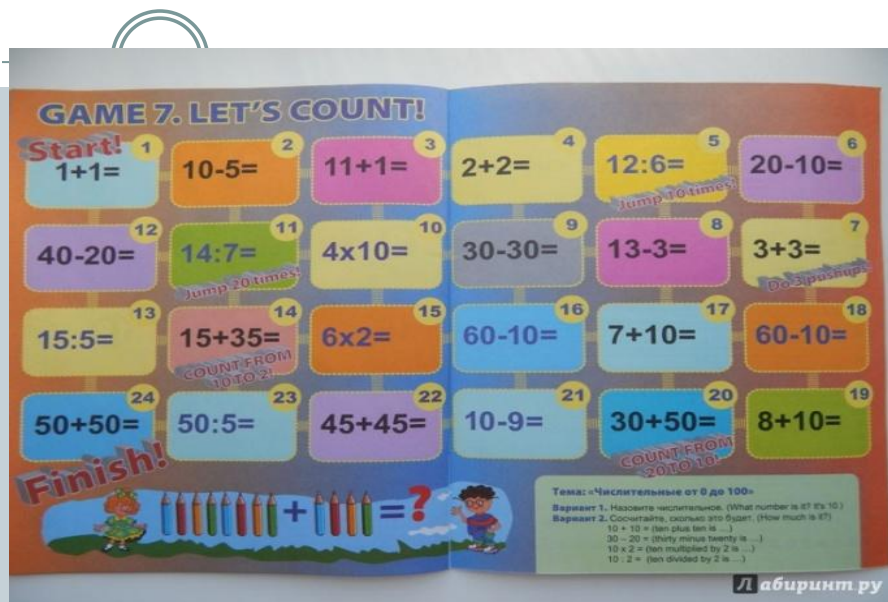 GAME 7. LET'S COUNT!
Start! 1 2 3 4 5 6
1+1= 10-5= 11+1= 2+2= 12:6= 20-10=
Jump 10 times!
12 11 10 9 8 7
40-20= 14:7= 4x10= 30-30= 13-3= 3+3=
Jump 20 times! Do 3 pushups!
13 14 15 16 17 18
15:5= 15+35= 6x2= 60-10= 7+10= 60-10=
COUNT FROM
10 TO 2!
24 23 22 21 20 19
50+50= 50:5= 45+45= 10-9= 30+50= 8+10=
Finish! COUNT FROM
20 TO 10!
+ =?
Тема: «Числительные от 0 до 100»
Вариант 1. Назовите числительное. (What number is it? It's 10.)
Вариант 2. Сосчитайте, сколько это будет. (How much is it?)
10 + 10 = (ten plus ten is ...)
30 – 20 = (thirty minus twenty is ...)
10 x 2 = (ten multiplied by 2 is ...)
10 : 2 = (ten divided by 2 is ...)
Лабиринт.ру